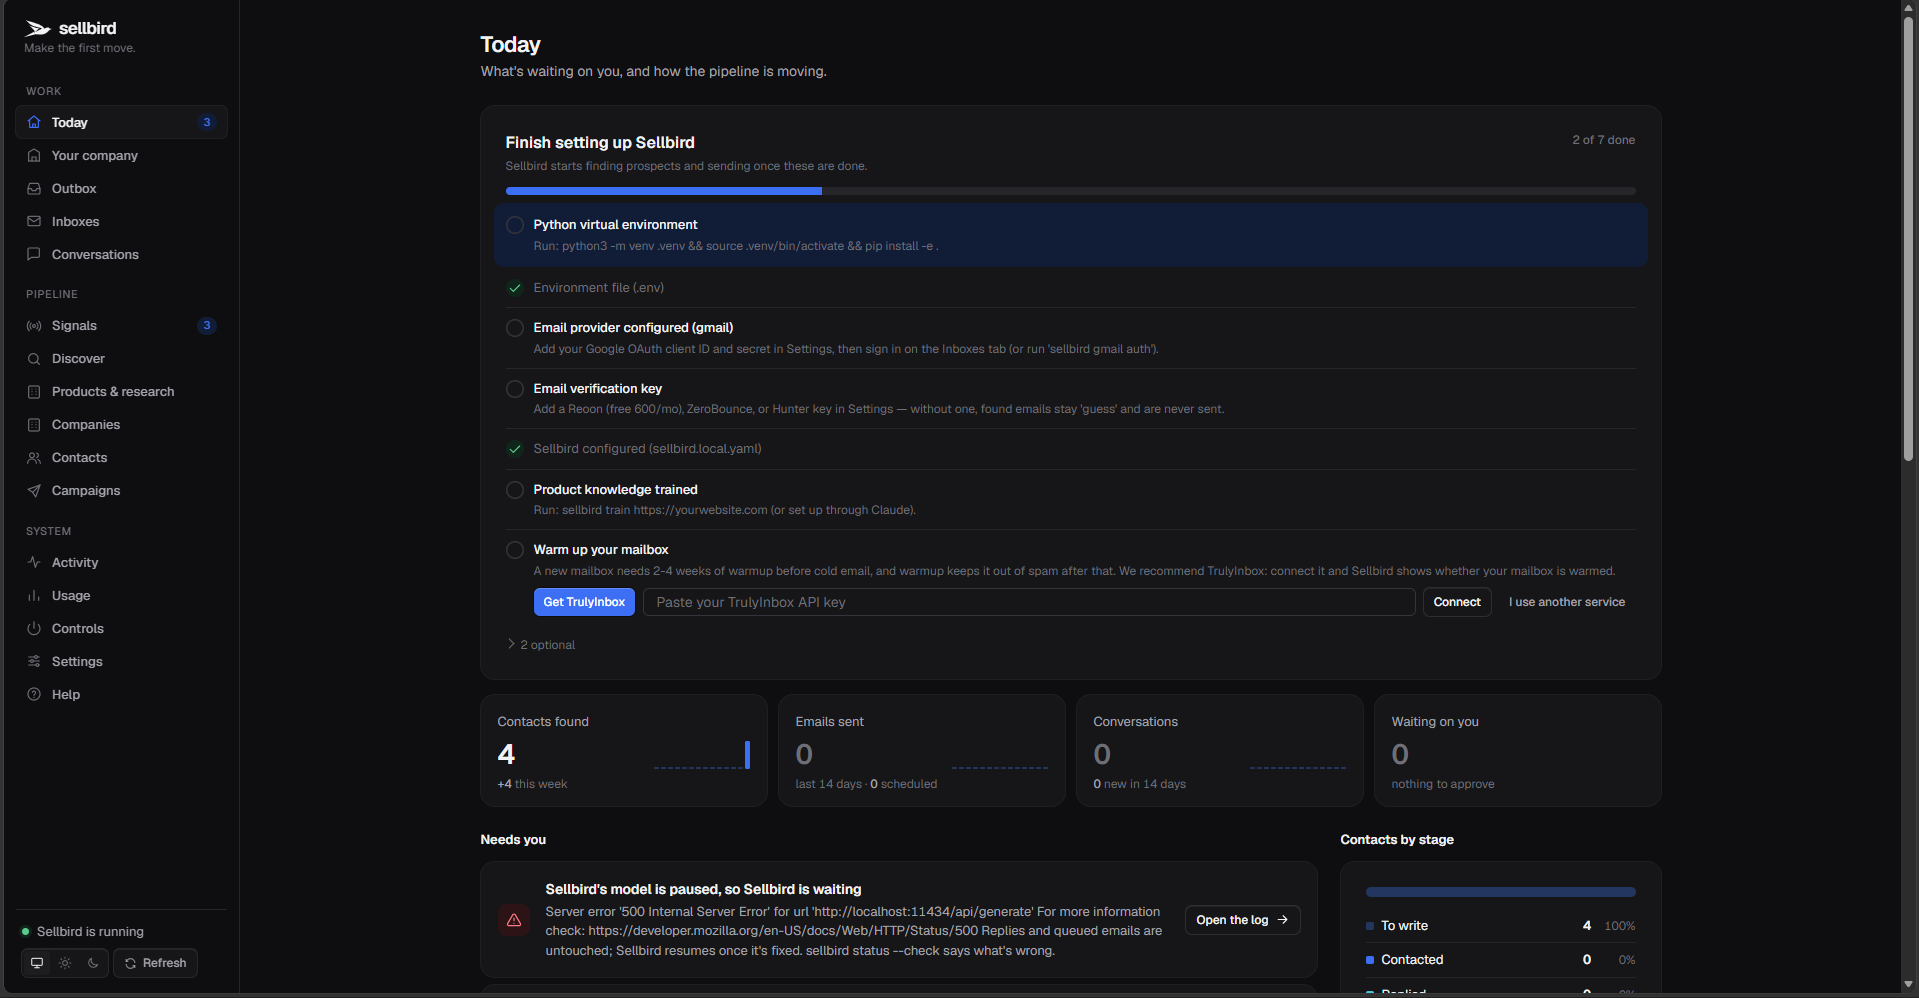 sellbird
Make the first move.
WORK
Today 3
Your company
Outbox
Inboxes
Conversations
PIPELINE
Signals 3
Discover
Products & research
Companies
Contacts
Campaigns
SYSTEM
Activity
Usage
Controls
Settings
Help
Sellbird is running
Refresh
Today
What's waiting on you, and how the pipeline is moving.
Finish setting up Sellbird
2 of 7 done
Sellbird starts finding prospects and sending once these are done.
Python virtual environment
Run: python3 -m venv .venv && source .venv/bin/activate && pip install -e .
Environment file (.env)
Email provider configured (gmail)
Add your Google OAuth client ID and secret in Settings, then sign in on the Inboxes tab (or run 'sellbird gmail auth').
Email verification key
Add a Reoon (free 600/mo), ZeroBounce, or Hunter key in Settings — without one, found emails stay 'guess' and are never sent.
Sellbird configured (sellbird.local.yaml)
Product knowledge trained
Run: sellbird train https://yourwebsite.com (or set up through Claude).
Warm up your mailbox
A new mailbox needs 2-4 weeks of warmup before cold email, and warmup keeps it out of spam after that. We recommend TrulyInbox: connect it and Sellbird shows whether your mailbox is warmed.
Get TrulyInbox Paste your TrulyInbox API key Connect I use another service
2 optional
Contacts found
4
+4 this week
Emails sent
0
last 14 days · 0 scheduled
Conversations
0
0 new in 14 days
Waiting on you
0
nothing to approve
Needs you
Sellbird's model is paused, so Sellbird is waiting
Server error '500 Internal Server Error' for url 'http://localhost:11434/api/generate' For more information
check: https://developer.mozilla.org/en-US/docs/Web/HTTP/Status/500 Replies and queued emails are
untouched; Sellbird resumes once it's fixed. sellbird status --check says what's wrong.
Open the log →
Contacts by stage
To write 4 100%
Contacted 0 0%
Replied 0 0%